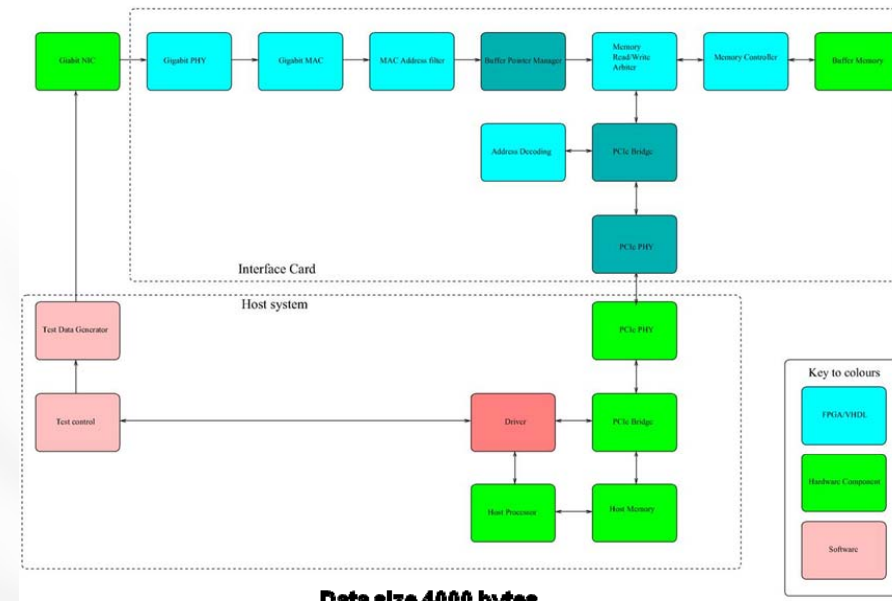 Giabit NIC
Gigabit PHY
Gigabit MAC
MAC Address filter
Buffer Pointer Manager
Memory
Read/Write
Arbiter
Memory Controller
Buffer Memory
Address Decoding
PCIe Bridge
PCIe PHY
Interface Card
Host system
Test Data Generator
PCIe PHY
Test control
Driver
PCIe Bridge
Host Processor
Host Memory
Key to colours
FPGA/VHDL
Hardware Component
Software
Data size 4000 bytes